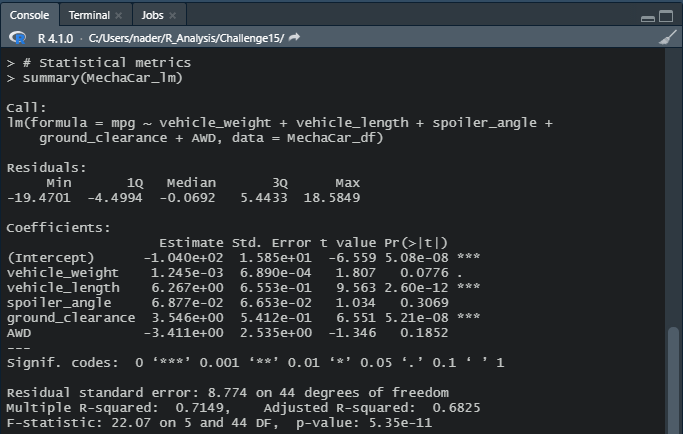 Console Terminal × Jobs ×
R 4.1.0 · C:/Users/nader/R_Analysis/Challenge15/
> # Statistical metrics
> summary(MechaCar_lm)

Call:
lm(formula = mpg ~ vehicle_weight + vehicle_length + spoiler_angle +
    ground_clearance + AWD, data = MechaCar_df)

Residuals:
     Min       1Q   Median       3Q      Max
-19.4701  -4.4994  -0.0692   5.4433  18.5849

Coefficients:
                   Estimate Std. Error t value Pr(>|t|)
(Intercept)      -1.040e+02  1.585e+01  -6.559 5.08e-08 ***
vehicle_weight    1.245e-03  6.890e-04   1.807   0.0776 .
vehicle_length    6.267e+00  6.553e-01   9.563 2.60e-12 ***
spoiler_angle     6.877e-02  6.653e-02   1.034   0.3069
ground_clearance  3.546e+00  5.412e-01   6.551 5.21e-08 ***
AWD              -3.411e+00  2.535e+00  -1.346   0.1852
---
Signif. codes:  0 ‘***’ 0.001 ‘**’ 0.01 ‘*’ 0.05 ‘.’ 0.1 ‘ ’ 1

Residual standard error: 8.774 on 44 degrees of freedom
Multiple R-squared:  0.7149,    Adjusted R-squared:  0.6825
F-statistic: 22.07 on 5 and 44 DF,  p-value: 5.35e-11